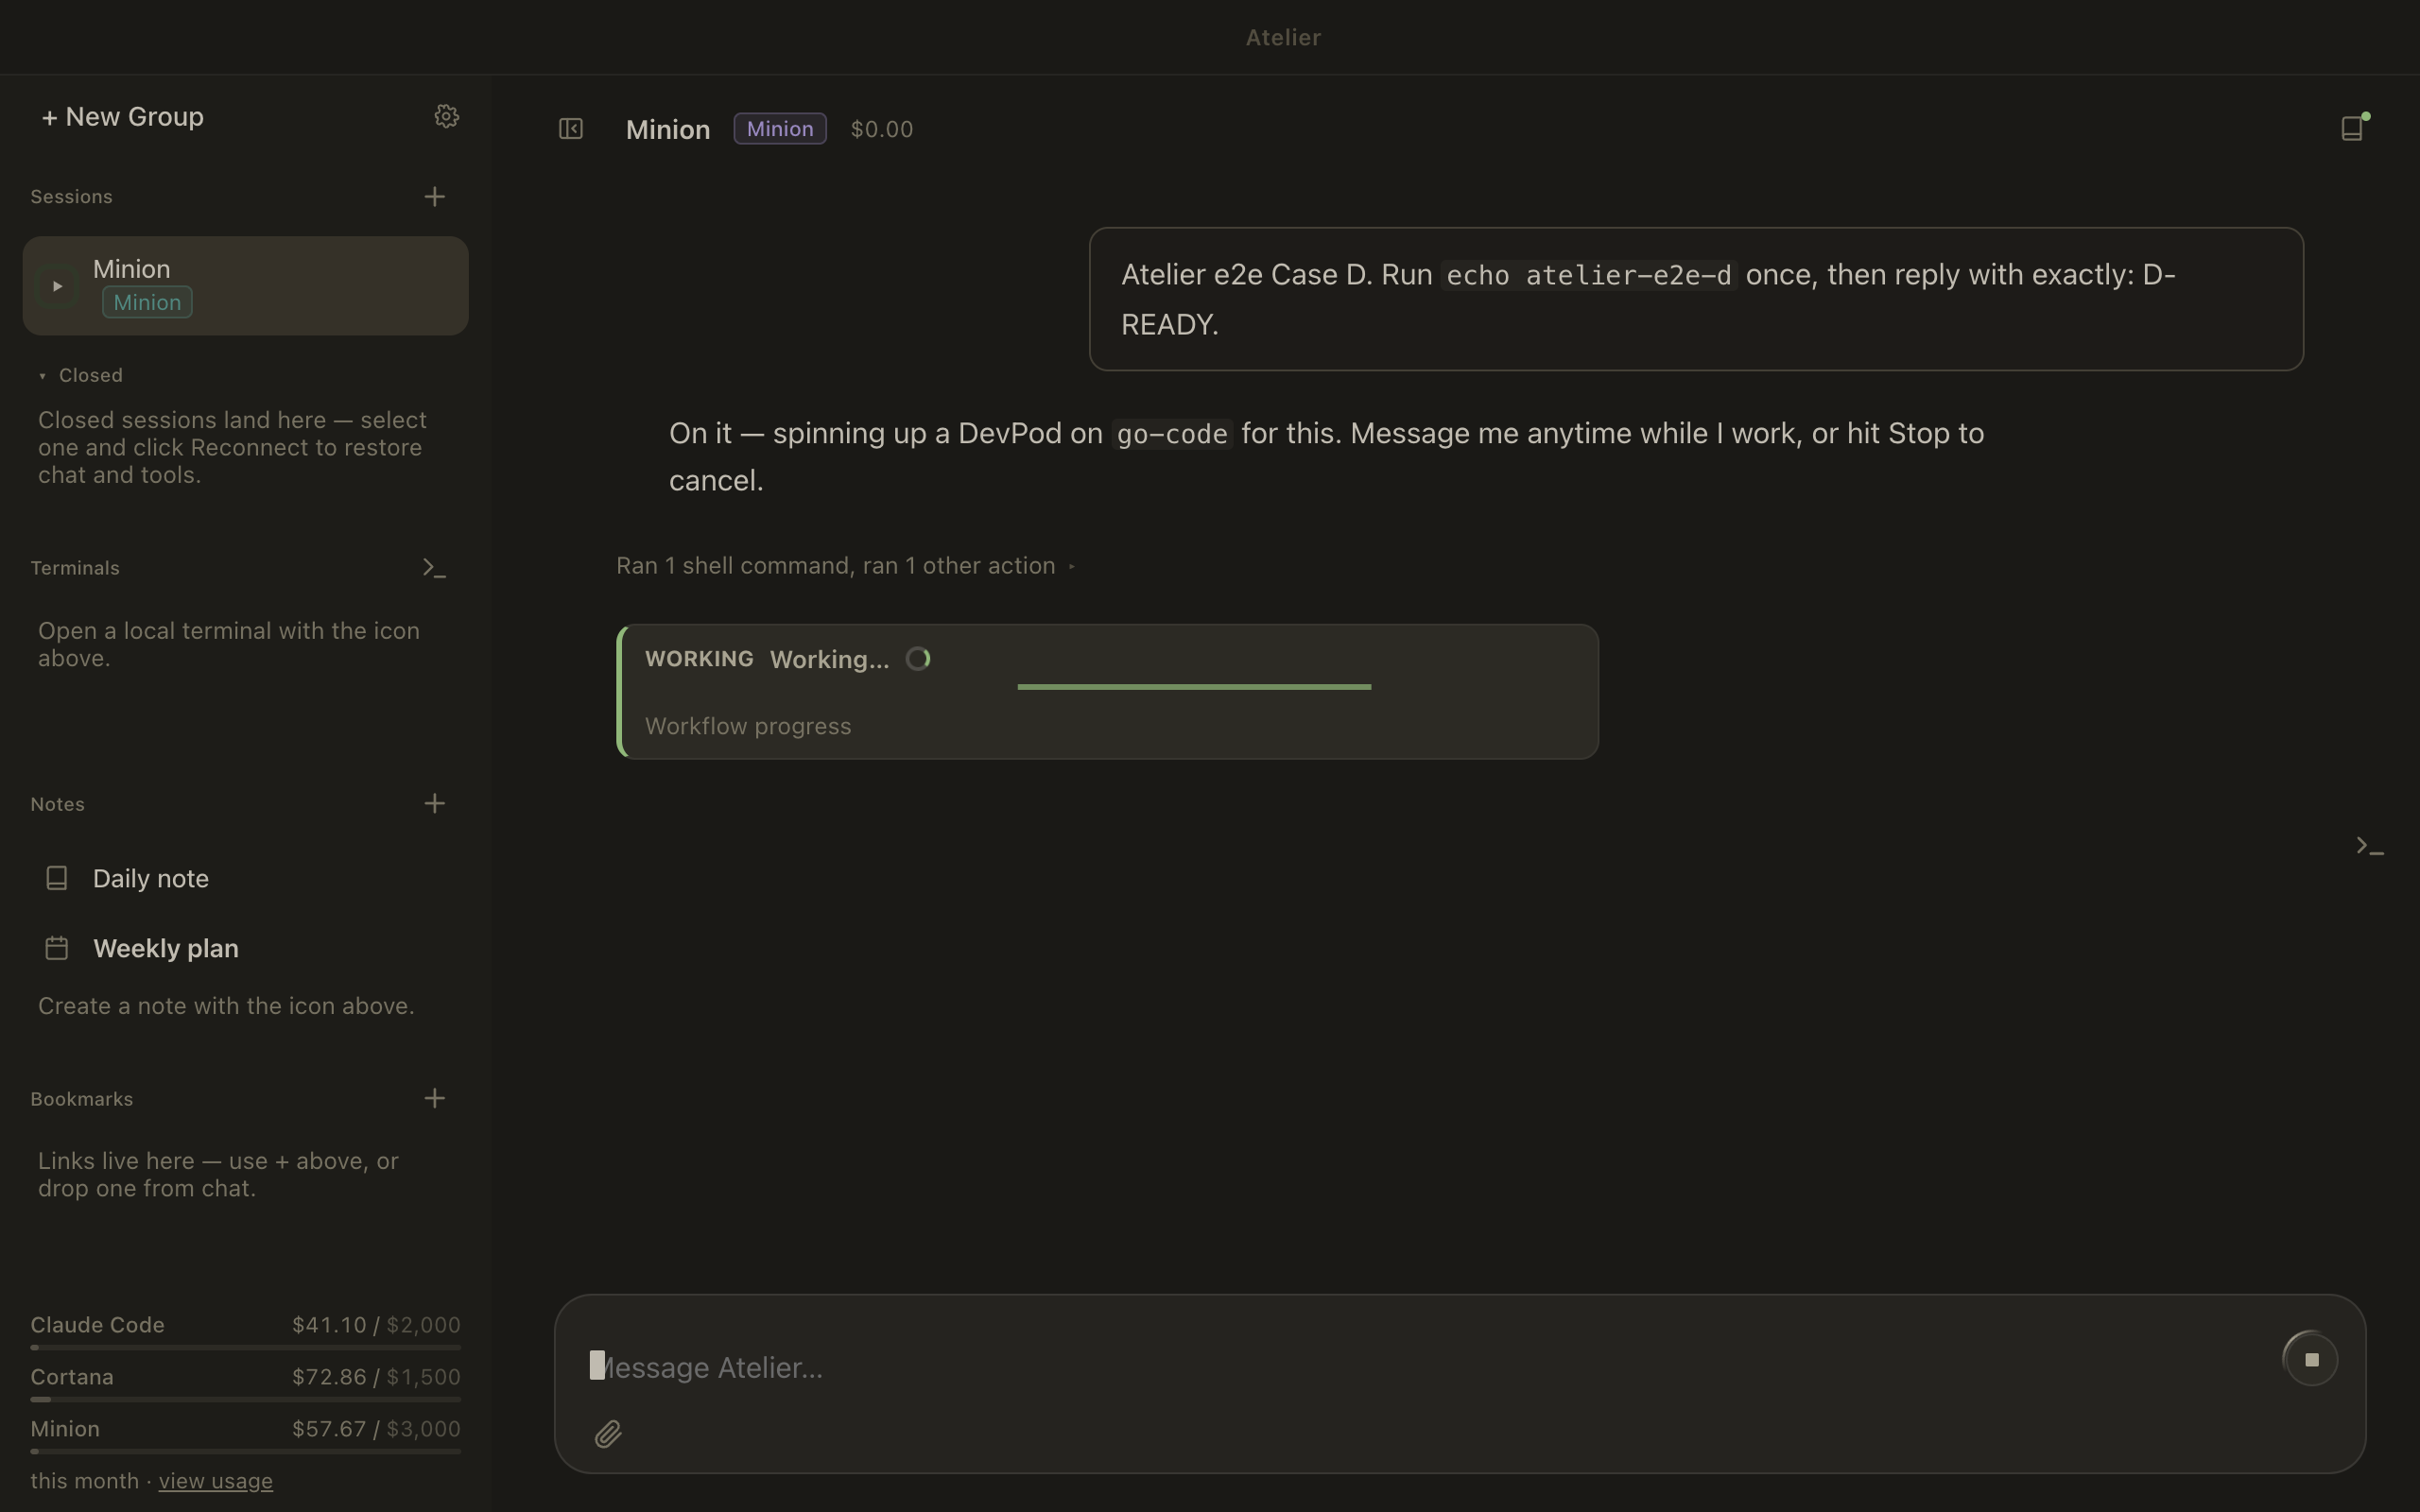 Atelier
+ New Group
Sessions
Minion
Minion
Closed
Closed sessions land here — select
one and click Reconnect to restore
chat and tools.
Terminals
Open a local terminal with the icon
above.
Notes
Daily note
Weekly plan
Create a note with the icon above.
Bookmarks
Links live here — use + above, or
drop one from chat.
Claude Code $41.10 / $2,000
Cortana $72.86 / $1,500
Minion $57.67 / $3,000
this month · view usage
Minion Minion $0.00
Atelier e2e Case D. Run echo atelier-e2e-d once, then reply with exactly: D-
READY.
On it — spinning up a DevPod on go-code for this. Message me anytime while I work, or hit Stop to
cancel.
Ran 1 shell command, ran 1 other action
WORKING Working...
Workflow progress
Message Atelier...